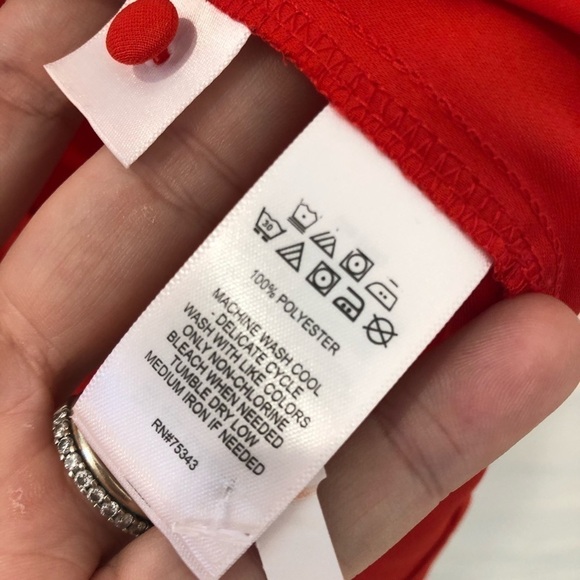 30
100% POLYESTER
MACHINE WASH COOL
- DELICATE CYCLE
WASH WITH LIKE COLORS
ONLY NON-CHLORINE
BLEACH WHEN NEEDED
TUMBLE DRY LOW
MEDIUM IRON IF NEEDED
RN#75343